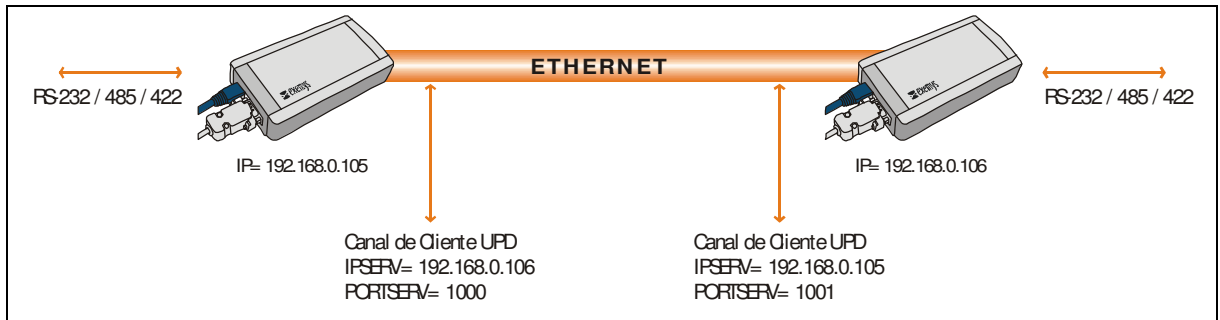 ETHERNET
exemys
exemys
RS-232 / 485 / 422
RS-232 / 485 / 422
IP= 192.168.0.105
IP= 192.168.0.106
Canal de Cliente UPD
IPSERV= 192.168.0.106
PORTSERV= 1000
Canal de Cliente UPD
IPSERV= 192.168.0.105
PORTSERV= 1001